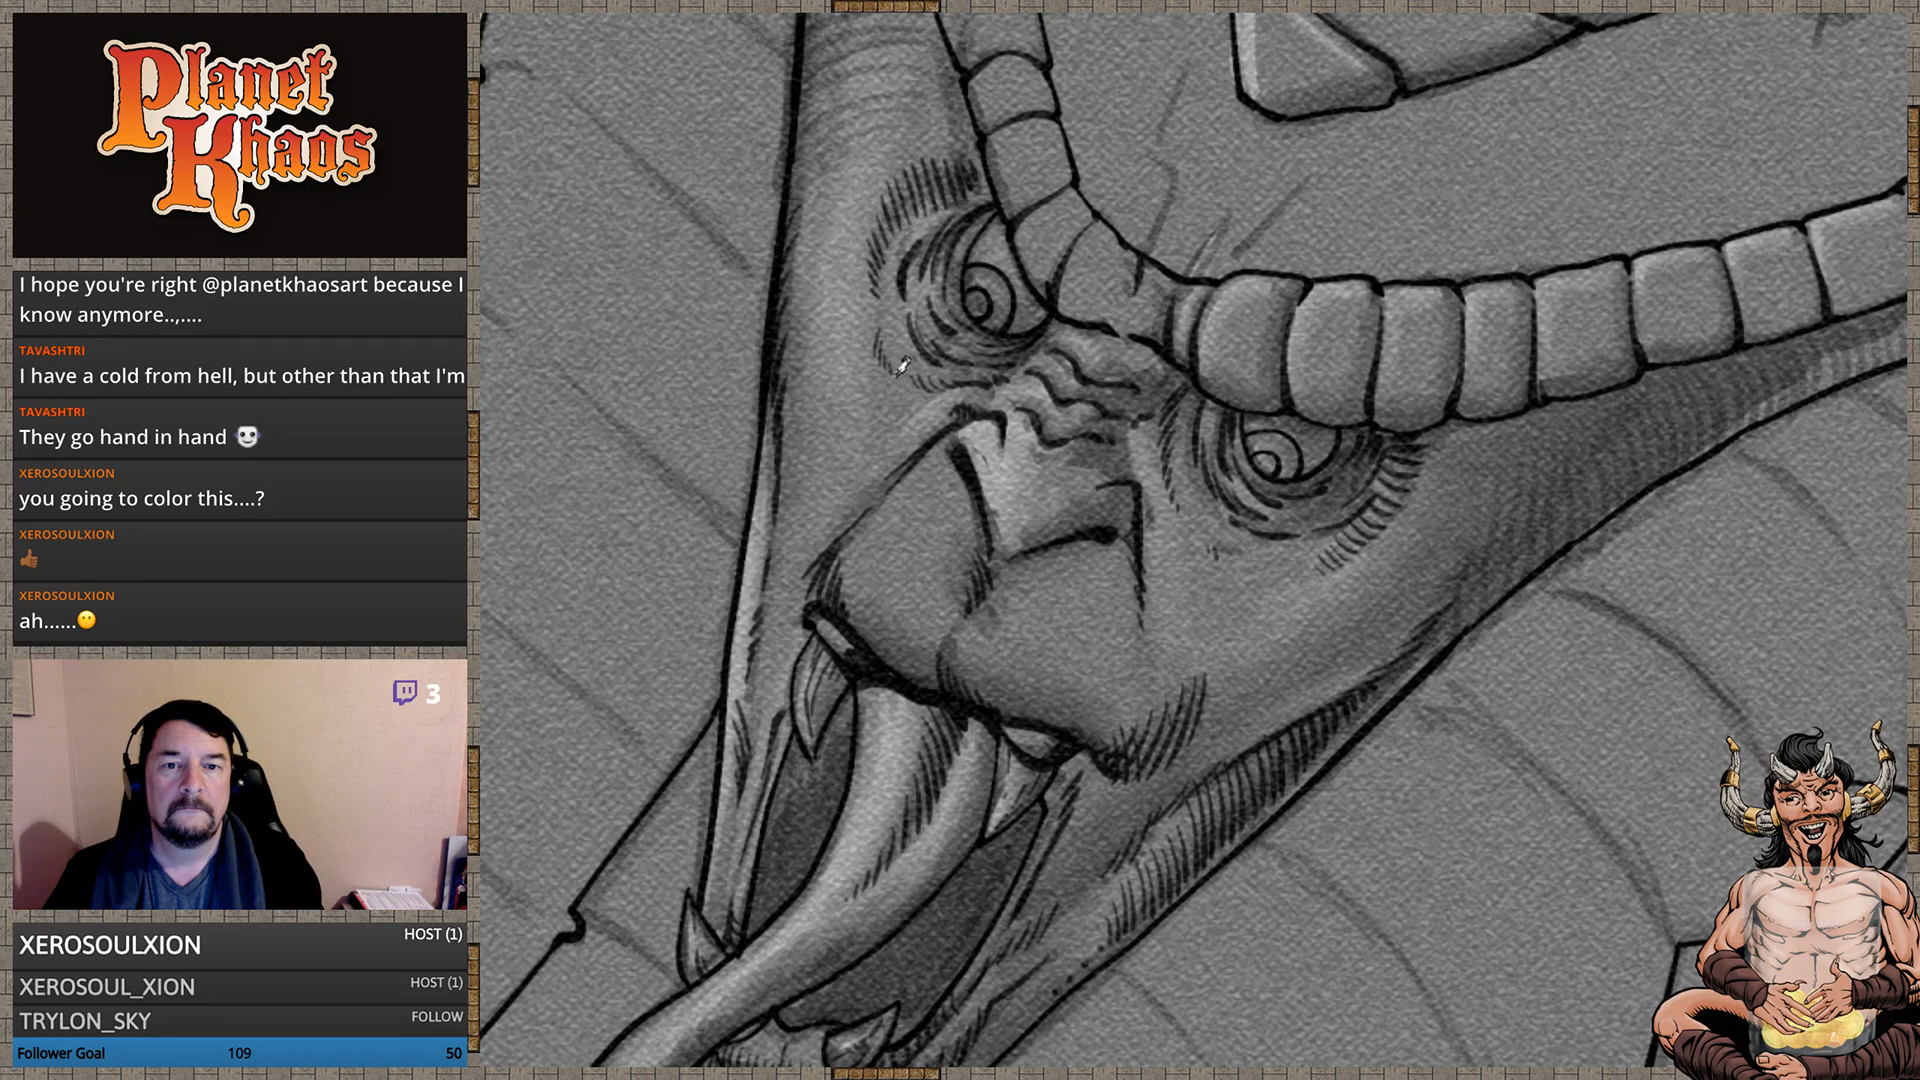 Planet
Khaos
I hope you're right @planetkhaosart because I
know anymore..,....
TAVASHTRI
I have a cold from hell, but other than that I'm
TAVASHTRI
They go hand in hand
XEROSOULXION
you going to color this....?
XEROSOULXION
XEROSOULXION
ah......
3
XEROSOULXION HOST (1)
XEROSOUL_XION HOST (1)
TRYLON_SKY FOLLOW
Follower Goal 109 50